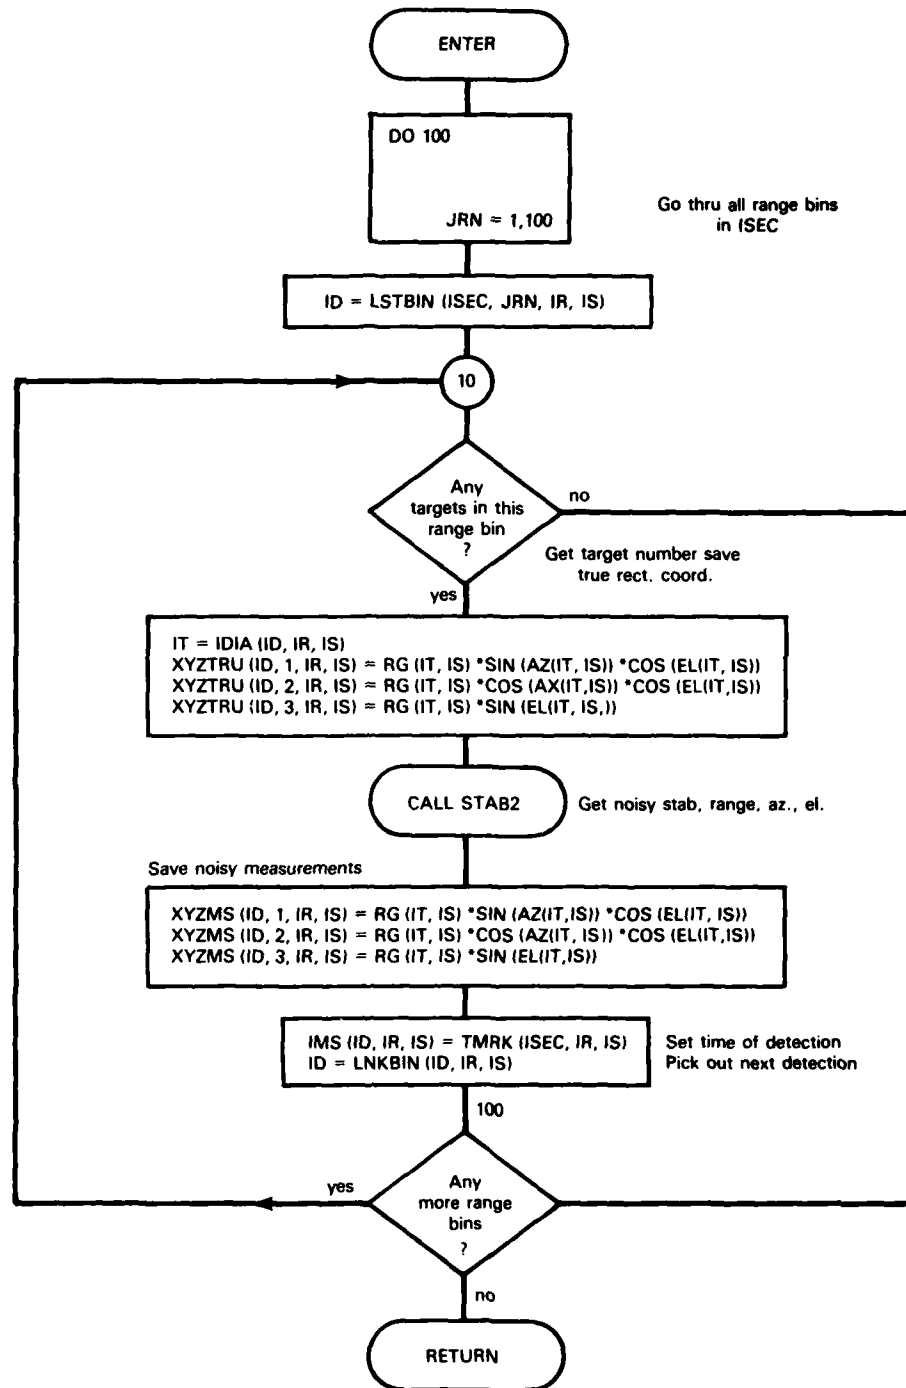 ENTER
DO 100
JRN = 1,100
Go thru all range bins
in ISEC
ID = LSTBIN (ISEC, JRN, IR, IS)
10
Any
targets in this
range bin
?
no
Get target number save
true rect. coord.
yes
IT = IDIA (ID, IR, IS)
XYZTRU (ID, 1, IR, IS) = RG (IT, IS) *SIN (AZ(IT, IS)) *COS (EL(IT, IS))
XYZTRU (ID, 2, IR, IS) = RG (IT, IS) *COS (AX(IT,IS)) *COS (EL(IT,IS))
XYZTRU (ID, 3, IR, IS) = RG (IT, IS) *SIN (EL(IT, IS,))
CALL STAB2
Get noisy stab, range, az., el.
Save noisy measurements
XYZMS (ID, 1, IR, IS) = RG (IT, IS) *SIN (AZ(IT,IS)) *COS (EL(IT, IS))
XYZMS (ID, 2, IR, IS) = RG (IT, IS) *COS (AZ(IT, IS)) *COS (EL(IT,IS))
XYZMS (ID, 3, IR, IS) = RG (IT, IS) *SIN (EL(IT,IS))
IMS (ID, IR, IS) = TMRK (ISEC, IR, IS)
ID = LNKBIN (ID, IR, IS)
Set time of detection
Pick out next detection
100
yes
Any
more range
bins
?
no
RETURN